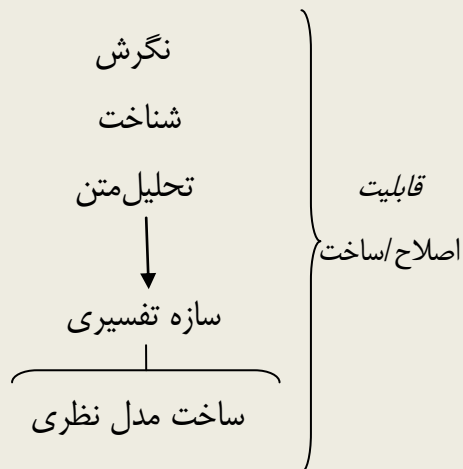 نگرش
شناخت
تحلیل‌متن
سازه تفسیری
ساخت مدل نظری
قابلیت
اصلاح/ساخت